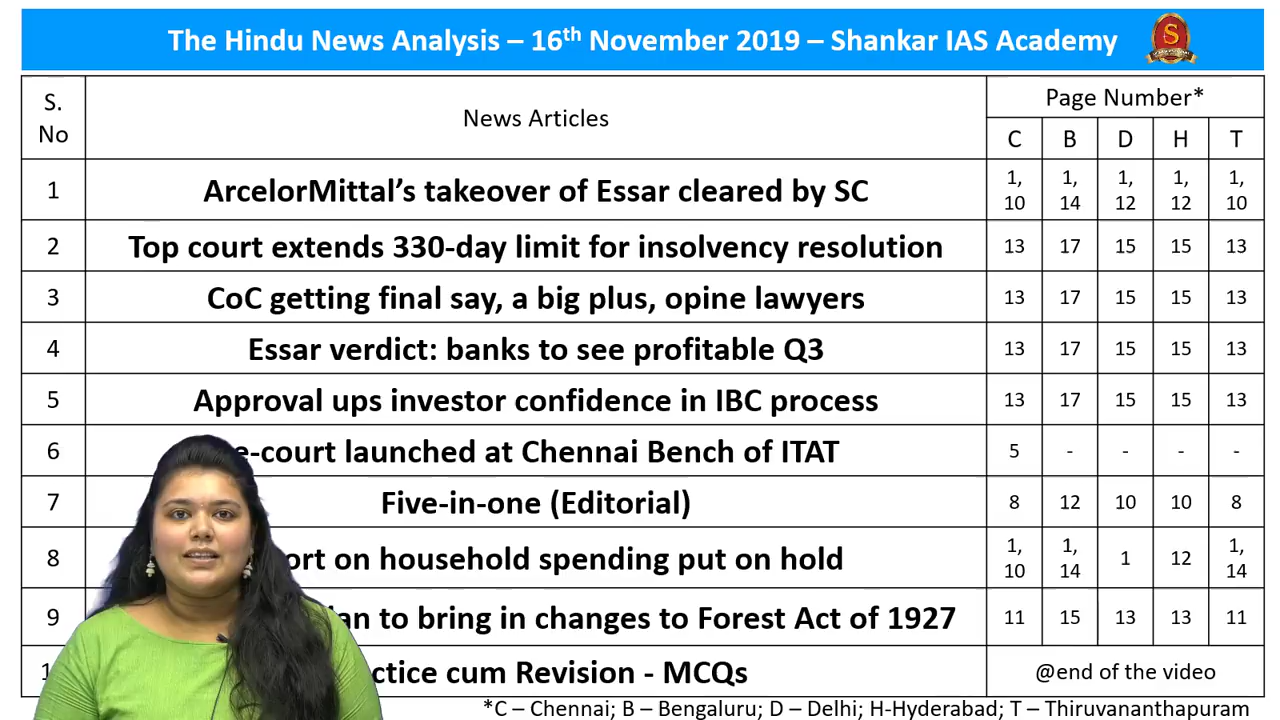 The Hindu News Analysis – 16th November 2019 – Shankar IAS Academy
S. No News Articles Page Number*
C B D H T
1 ArcelorMittal’s takeover of Essar cleared by SC 1, 10 1, 14 1, 12 1, 12 1, 10
2 Top court extends 330-day limit for insolvency resolution 13 17 15 15 13
3 CoC getting final say, a big plus, opine lawyers 13 17 15 15 13
4 Essar verdict: banks to see profitable Q3 13 17 15 15 13
5 Approval ups investor confidence in IBC process 13 17 15 15 13
6 e-court launched at Chennai Bench of ITAT 5 - - - -
7 Five-in-one (Editorial) 8 12 10 10 8
8 on household spending put on hold 1, 10 1, 14 1 12 1, 14
9 to bring in changes to Forest Act of 1927 11 15 13 13 11
cum Revision - MCQs @end of the video
*C – Chennai; B – Bengaluru; D – Delhi; H-Hyderabad; T – Thiruvananthapuram